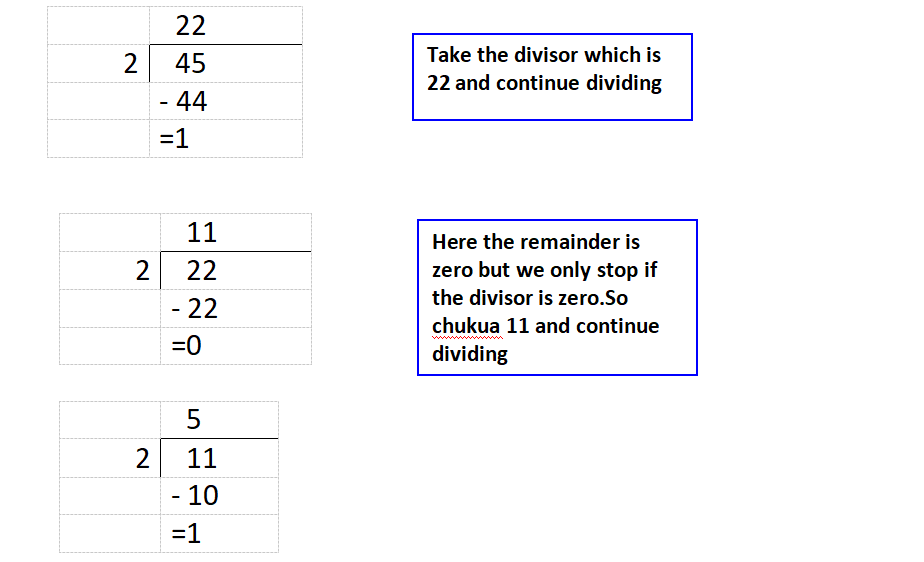 22
2 45
- 44
=1
Take the divisor which is
22 and continue dividing
11
2 22
- 22
=0
Here the remainder is
zero but we only stop if
the divisor is zero.So
chukua 11 and continue
dividing
5
2 11
- 10
=1